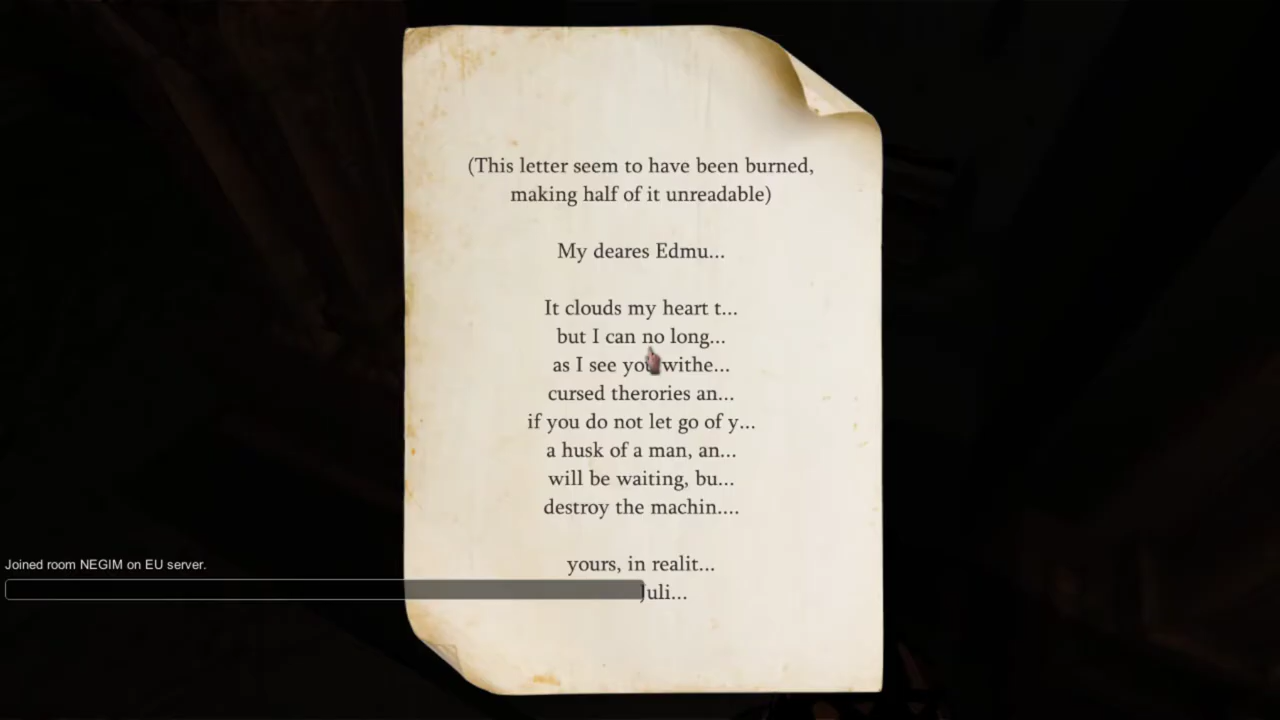 (This letter seem to have been burned,
making half of it unreadable)
My deares Edmu...
It clouds my heart t...
but I can no long...
as I see you withe...
cursed therories an...
if you do not let go of y...
a husk of a man, an...
will be waiting, bu...
destroy the machin....
Joined room NEGIM on EU server.
yours, in realit...
Juli...